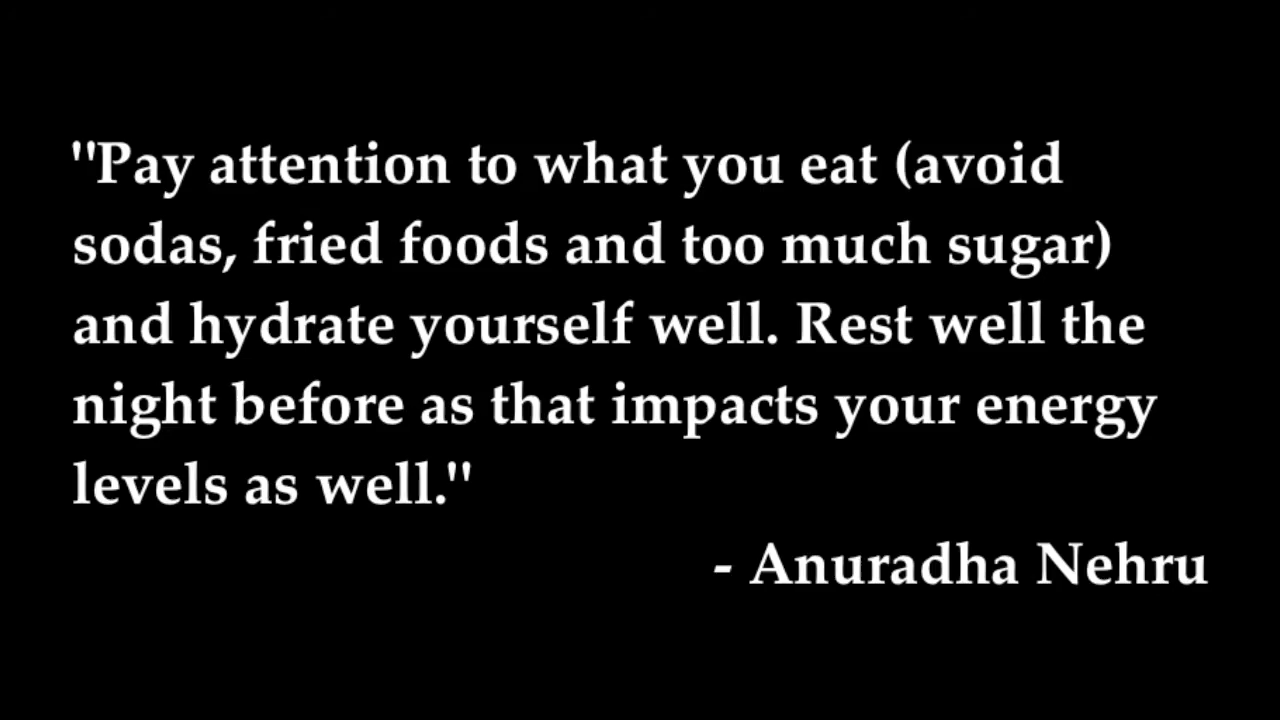 "Pay attention to what you eat (avoid
sodas, fried foods and too much sugar)
and hydrate yourself well. Rest well the
night before as that impacts your energy
levels as well."
- Anuradha Nehru